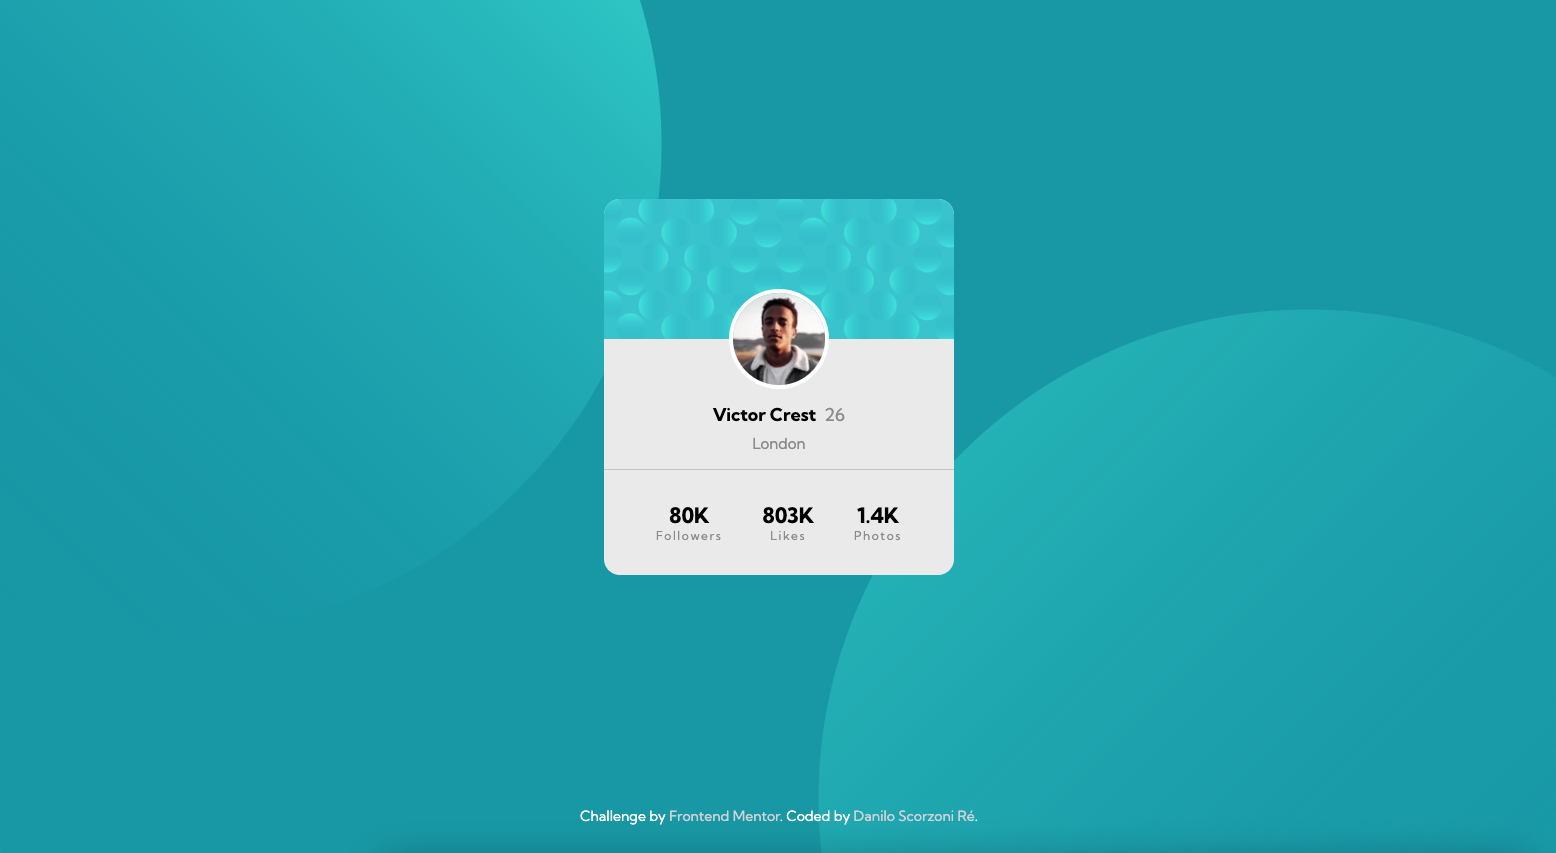 Victor Crest 26
London
80K 803K 1.4K
Followers Likes Photos
Challenge by Frontend Mentor. Coded by Danilo Scorzoni Ré.